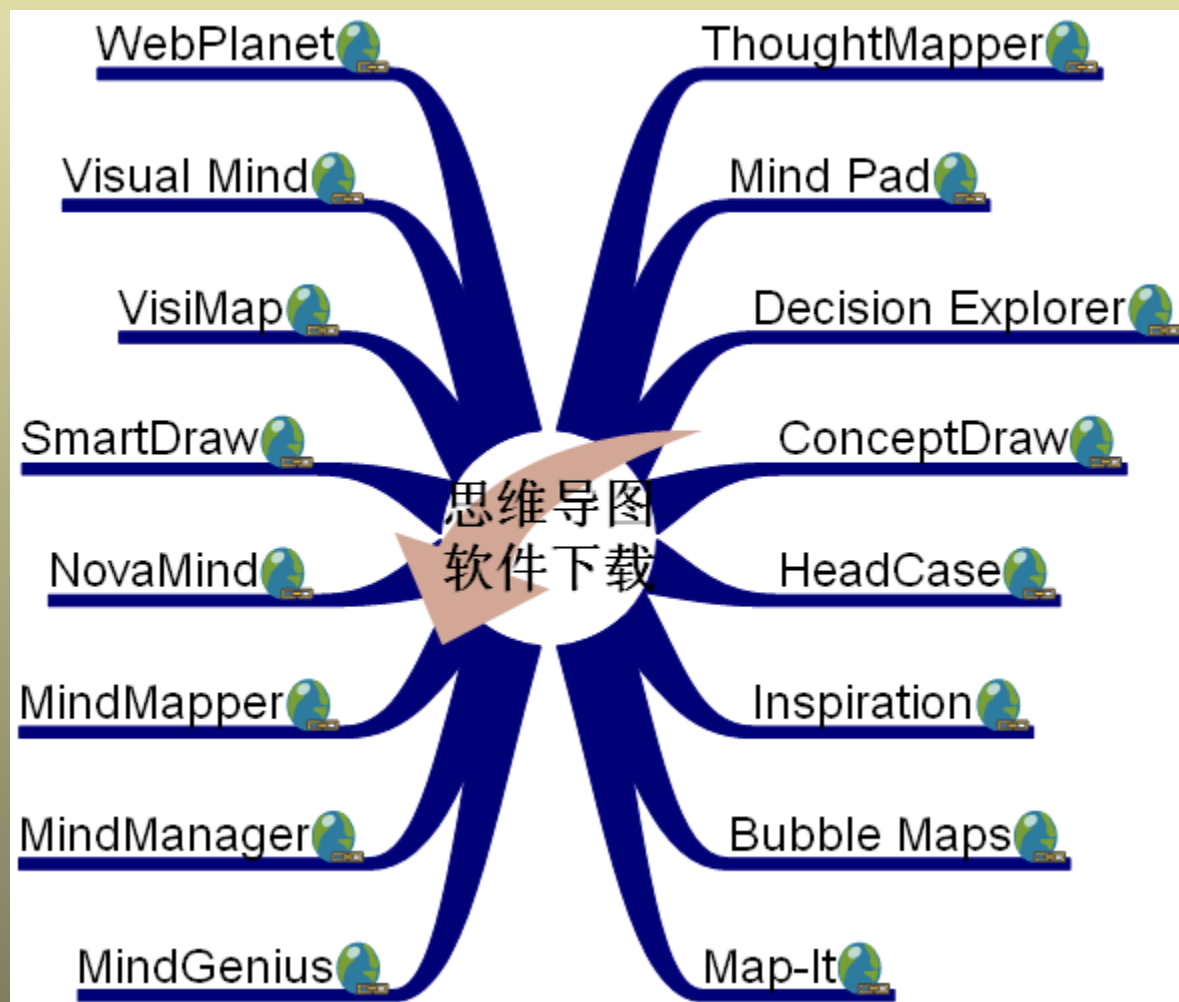 WebPlanet
Visual Mind
VisiMap
SmartDraw
NovaMind
MindMapper
MindManager
MindGenius
思维导图
软件下载
ThoughtMapper
Mind Pad
Decision Explorer
ConceptDraw
HeadCase
Inspiration
Bubble Maps
Map-It